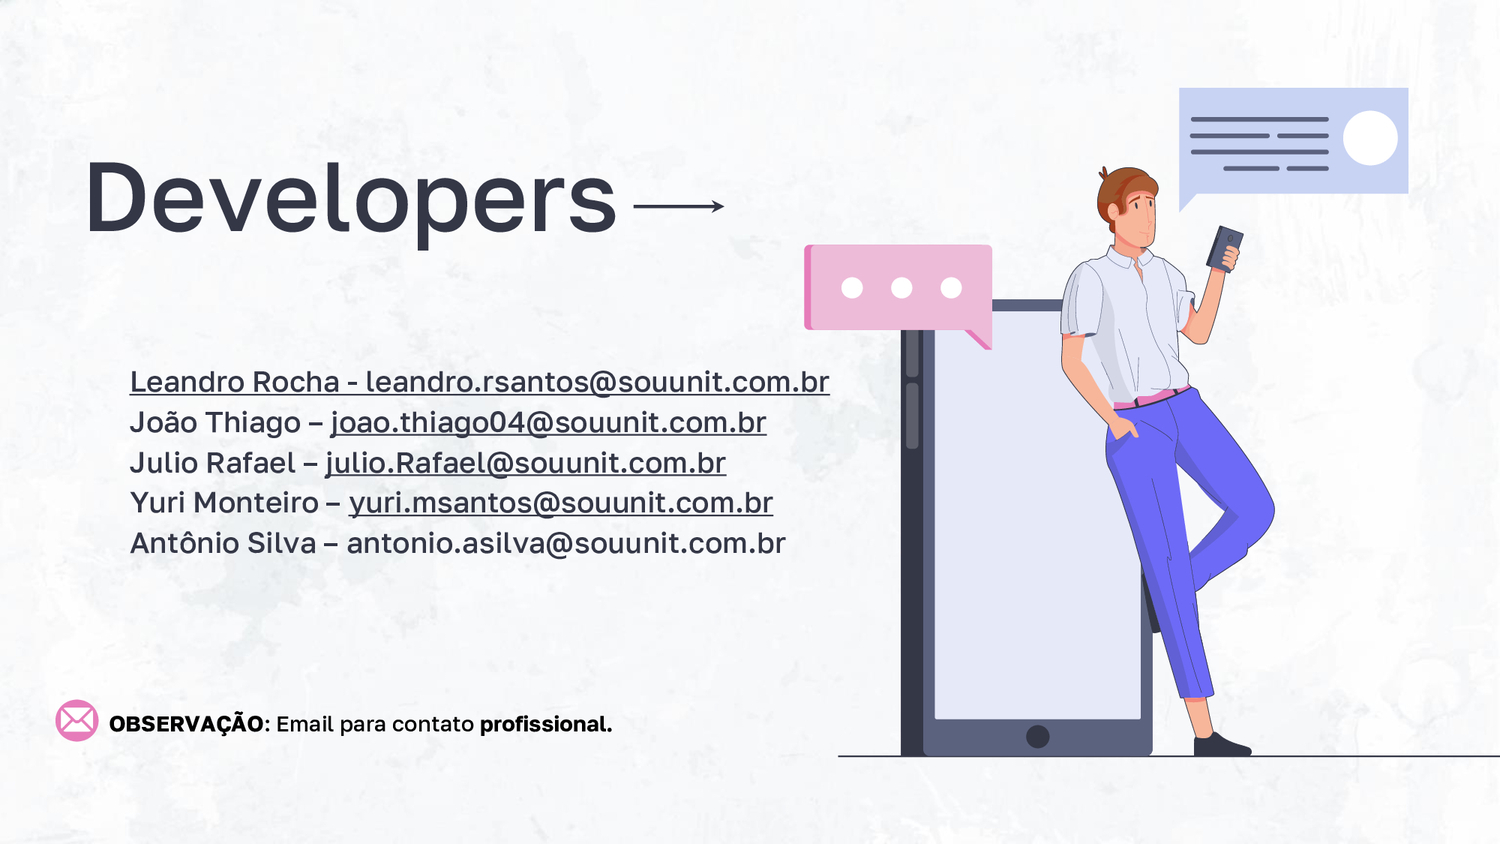 Developers
Leandro Rocha - leandro.rsantos@souunit.com.br
João Thiago – joao.thiago04@souunit.com.br
Julio Rafael – julio.Rafael@souunit.com.br
Yuri Monteiro – yuri.msantos@souunit.com.br
Antônio Silva – antonio.asilva@souunit.com.br
OBSERVAÇÃO: Email para contato profissional.